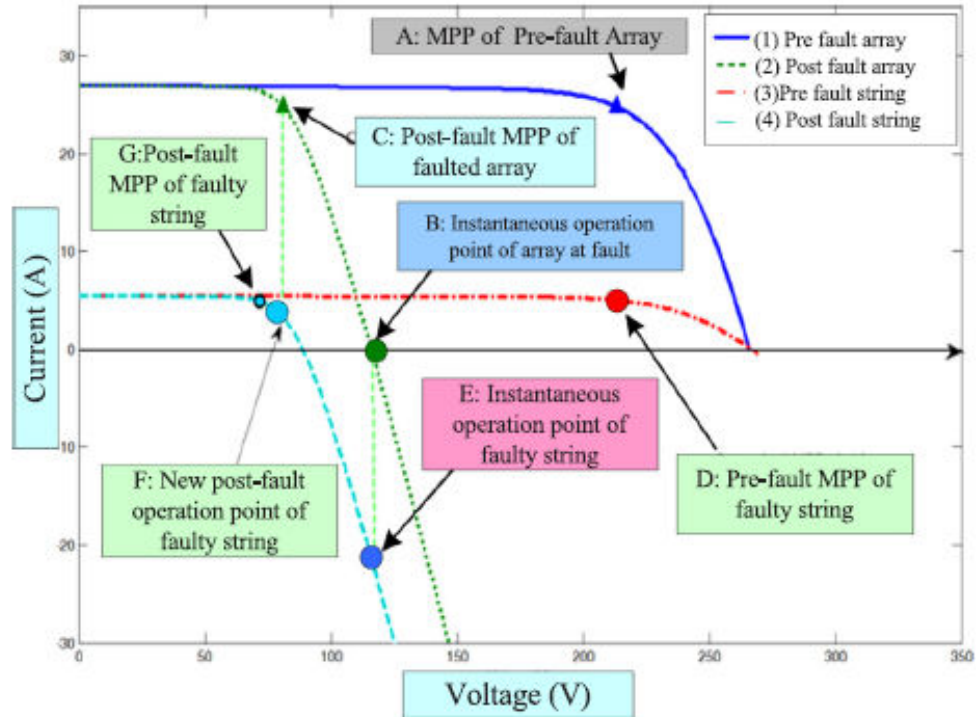 A: MPP of Pre-fault Array
(1) Pre fault array
(2) Post fault array
(3)Pre fault string
(4) Post fault string
C: Post-fault MPP of
faulted array
G:Post-fault
MPP of faulty
string
B: Instantaneous operation
point of array at fault
E: Instantaneous
operation point of
faulty string
F: New post-fault
operation point of
faulty string
D: Pre-fault MPP of
faulty string
Current (A)
20
10
0
-10
-20
-30
0
50
100
150
200
250
300
350
Voltage (V)